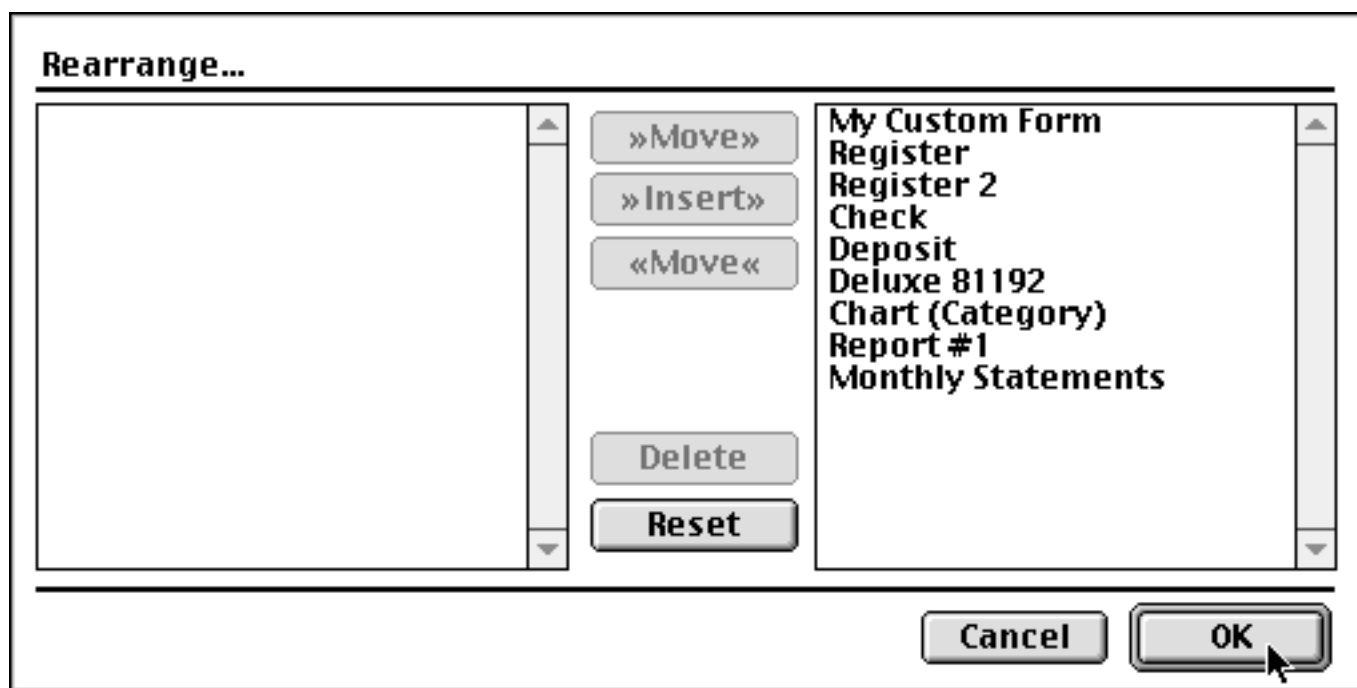 Rearrange...
»Move»
»Insert»
«Move«
Delete
Reset
My Custom Form
Register
Register 2
Check
Deposit
Deluxe 81192
Chart (Category)
Report #1
Monthly Statements
Cancel
OK